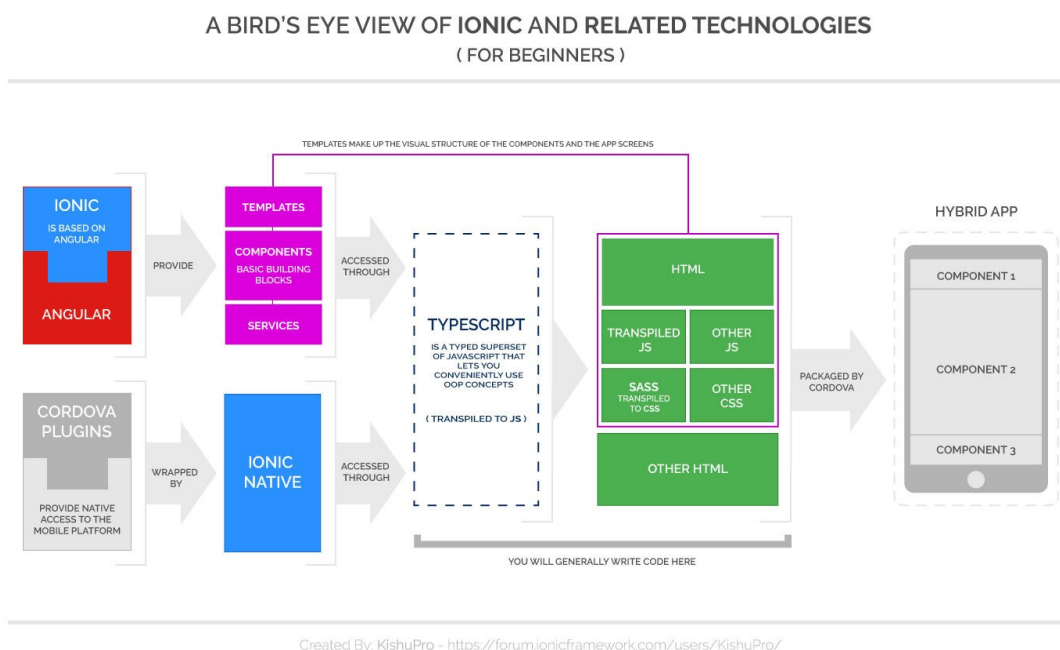 A BIRD'S EYE VIEW OF IONIC AND RELATED TECHNOLOGIES
( FOR BEGINNERS )
TEMPLATES MAKE UP THE VISUAL STRUCTURE OF THE COMPONENTS AND THE APP SCREENS
IONIC
IS BASED ON
ANGULAR
ANGULAR
PROVIDE
TEMPLATES
COMPONENTS
BASIC BUILDING
BLOCKS
SERVICES
ACCESSED
THROUGH
CORDOVA
PLUGINS
PROVIDE NATIVE
ACCESS TO THE
MOBILE PLATFORM
WRAPPED
BY
IONIC
NATIVE
ACCESSED
THROUGH
TYPESCRIPT
IS A TYPED SUPERSET
OF JAVASCRIPT THAT
LETS YOU
CONVENIENTLY USE
OOP CONCEPTS
( TRANSPILED TO JS )
HTML
TRANSPILED
JS
OTHER
JS
SASS
TRANSPILED
TO CSS
OTHER
CSS
OTHER HTML
YOU WILL GENERALLY WRITE CODE HERE
PACKAGED BY
CORDOVA
HYBRID APP
COMPONENT 1
COMPONENT 2
COMPONENT 3
Created By: KishuPro - https://forum.ionicframework.com/users/KishuPro/